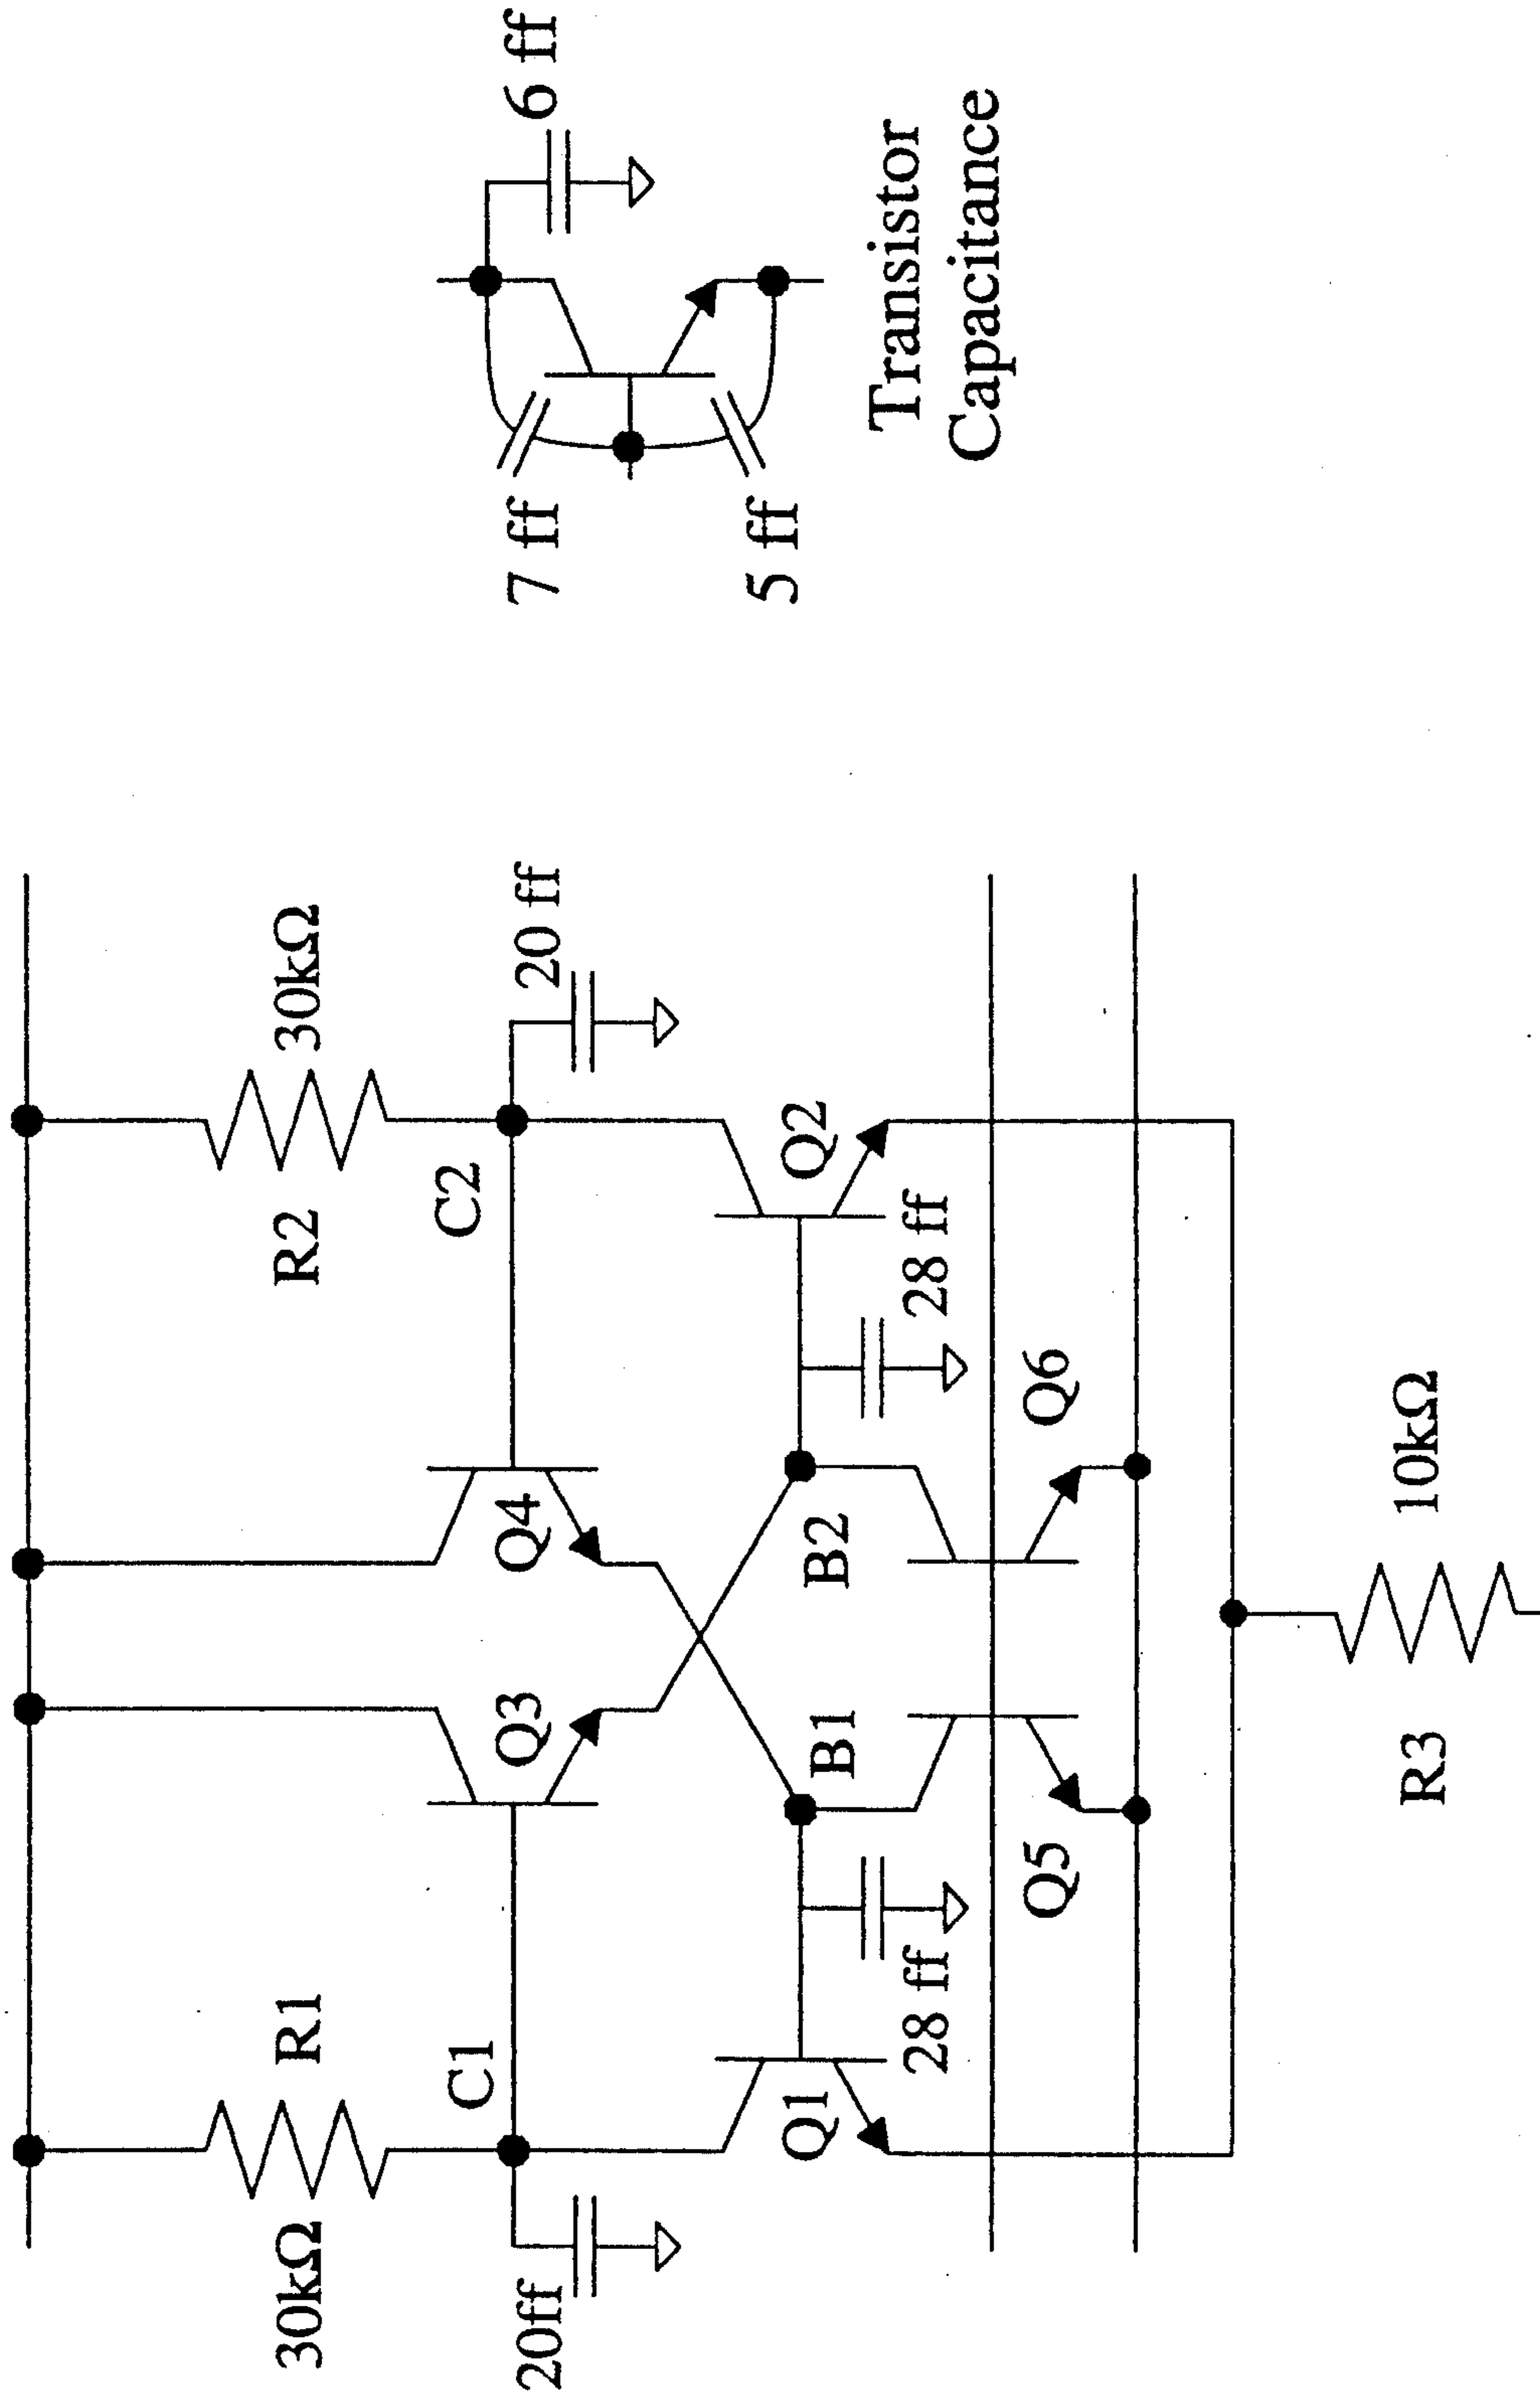 30kΩ
R1
R2
30kΩ
C1
C2
20ff
20 ff
Q3
Q4
Q1
Q2
B1
B2
28 ff
28 ff
Q5
Q6
R3
10kΩ
7 ff
6 ff
5 ff
Transistor
Capacitance